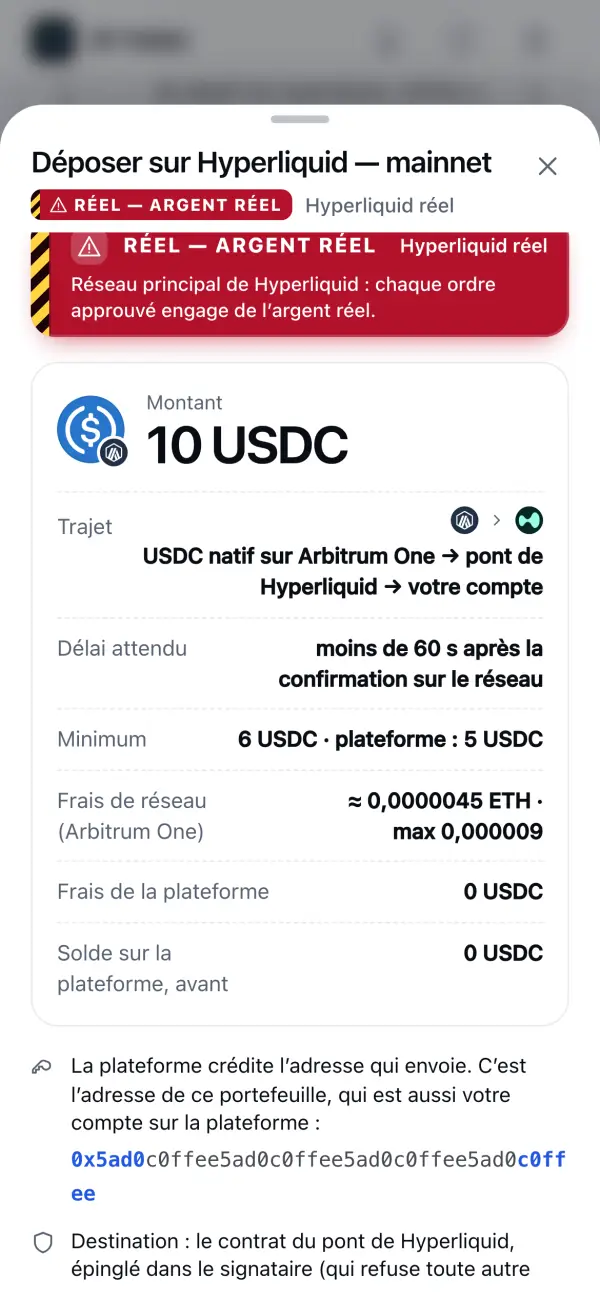 Déposer sur Hyperliquid — mainnet
RÉEL — ARGENT RÉEL Hyperliquid réel
RÉEL — ARGENT RÉEL Hyperliquid réel
Réseau principal de Hyperliquid : chaque ordre
approuvé engage de l’argent réel.
Montant
10 USDC
Trajet
USDC natif sur Arbitrum One → pont de
Hyperliquid → votre compte
Délai attendu moins de 60 s après la
confirmation sur le réseau
Minimum 6 USDC · plateforme : 5 USDC
Frais de réseau ≈ 0,0000045 ETH ·
(Arbitrum One) max 0,000009
Frais de la plateforme 0 USDC
Solde sur la 0 USDC
plateforme, avant
La plateforme crédite l’adresse qui envoie. C’est
l’adresse de ce portefeuille, qui est aussi votre
compte sur la plateforme :
0x5ad0c0ffee5ad0c0ffee5ad0c0ffee5ad0c0ff
ee
Destination : le contrat du pont de Hyperliquid,
épinglé dans le signataire (qui refuse toute autre